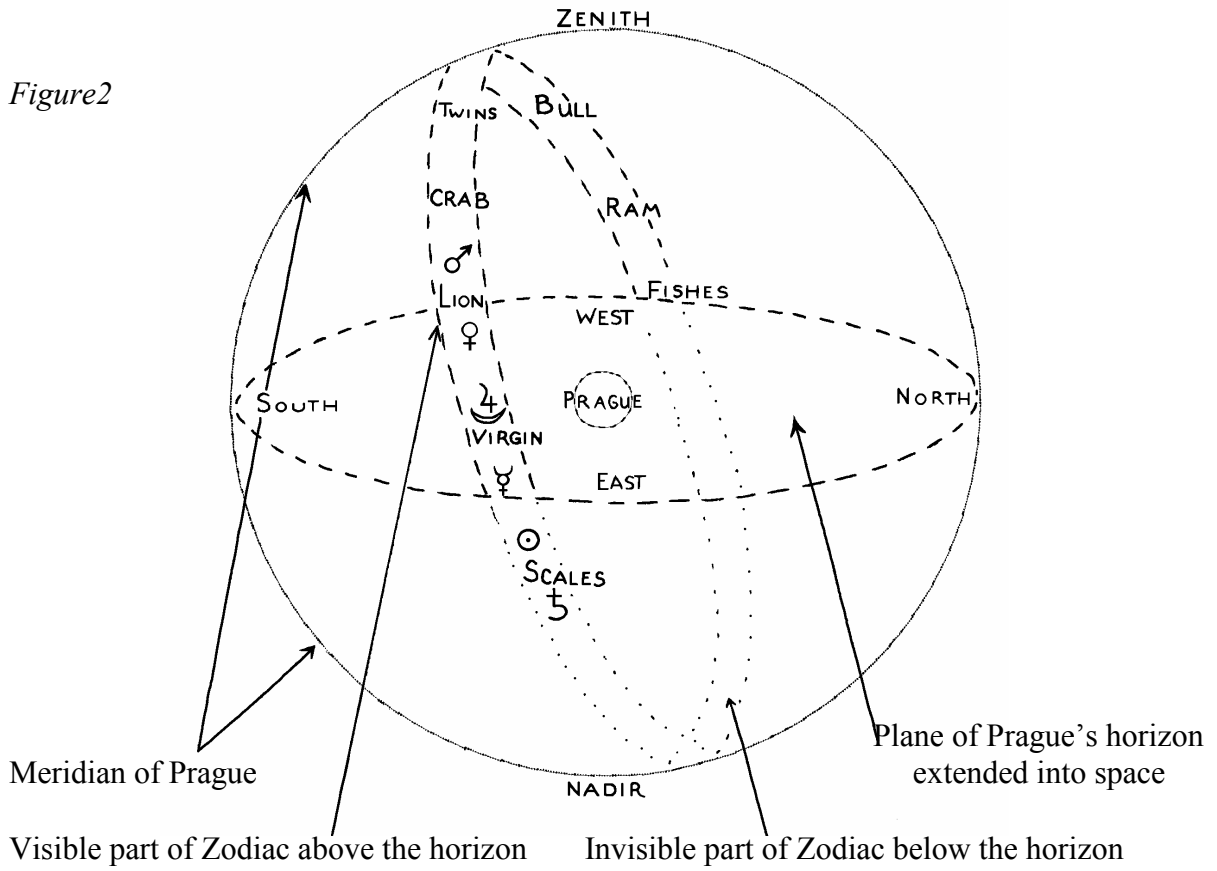 ZENITH
Figure2
TWINS
BULL
CRAB
RAM
LION
FISHES
WEST
SOUTH
PRAGUE
NORTH
VIRGIN
EAST
SCALES
Plane of Prague's horizon
extended into space
Meridian of Prague
NADIR
Visible part of Zodiac above the horizon
Invisible part of Zodiac below the horizon